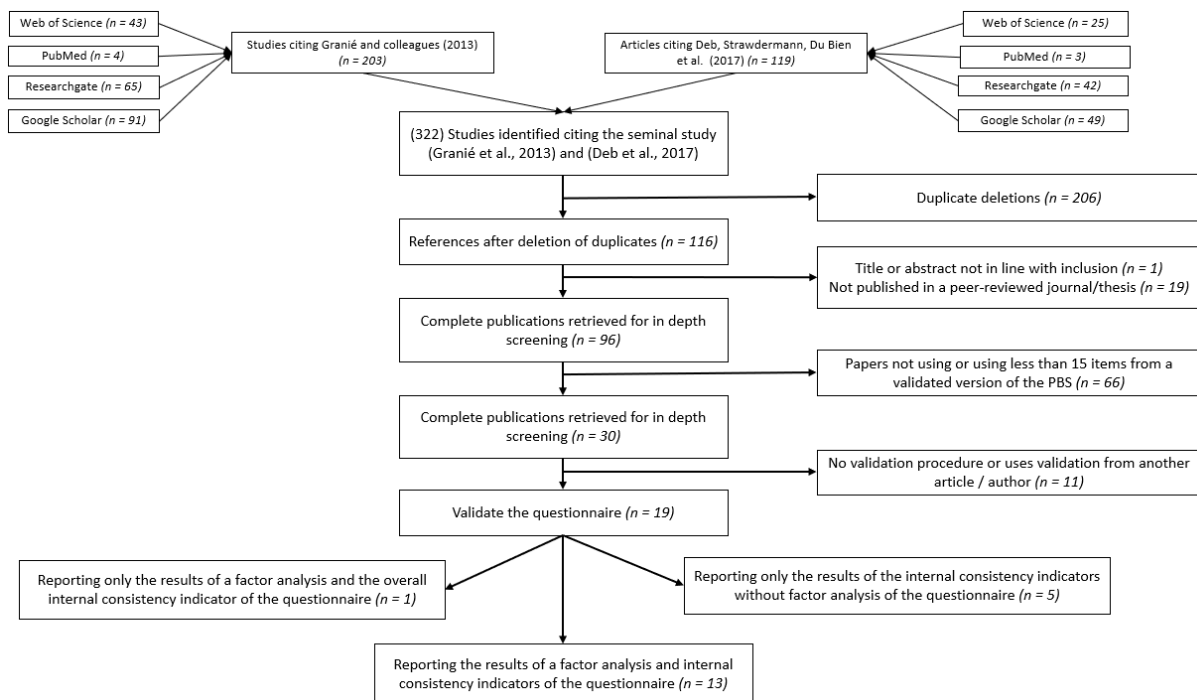 Web of Science (n = 43)
PubMed (n = 4)
Researchgate (n = 65)
Google Scholar (n = 91)
Studies citing Granié and colleagues (2013)
(n = 203)
Articles citing Deb, Strawdermann, Du Bien
et al. (2017) (n = 119)
Web of Science (n = 25)
PubMed (n = 3)
Researchgate (n = 42)
Google Scholar (n = 49)
(322) Studies identified citing the seminal study
(Granié et al., 2013) and (Deb et al., 2017)
Duplicate deletions (n = 206)
References after deletion of duplicates (n = 116)
Title or abstract not in line with inclusion (n = 1)
Not published in a peer-reviewed journal/thesis (n = 19)
Complete publications retrieved for in depth
screening (n = 96)
Papers not using or using less than 15 items from a
validated version of the PBS (n = 66)
Complete publications retrieved for in depth
screening (n = 30)
No validation procedure or uses validation from another
article / author (n = 11)
Validate the questionnaire (n = 19)
Reporting only the results of a factor analysis and the overall
internal consistency indicator of the questionnaire (n = 1)
Reporting only the results of the internal consistency indicators
without factor analysis of the questionnaire (n = 5)
Reporting the results of a factor analysis and internal
consistency indicators of the questionnaire (n = 13)